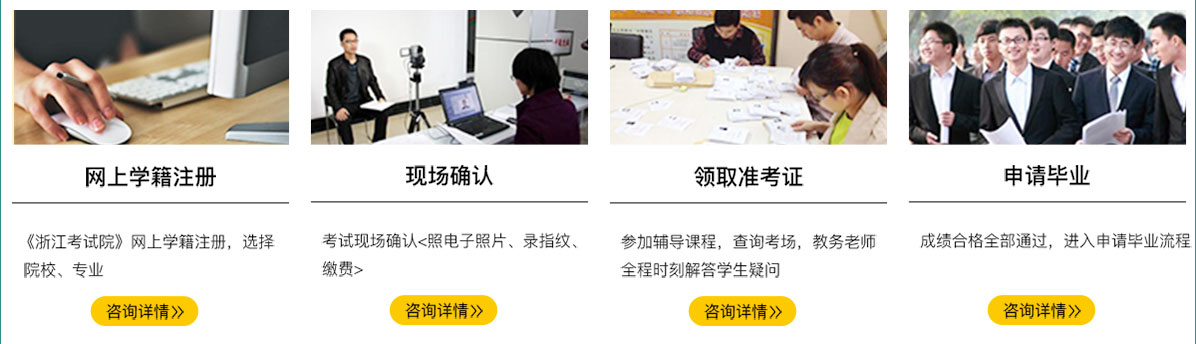 网上学籍注册
《浙江考试院》网上学籍注册，选择
院校、专业
咨询详情>>
现场确认
考试现场确认<照电子照片、录指纹、
缴费>
咨询详情>>
领取准考证
参加辅导课程，查询考场，教务老师
全程时刻解答学生疑问
咨询详情>>
申请毕业
成绩合格全部通过，进入申请毕业流程
咨询详情>>